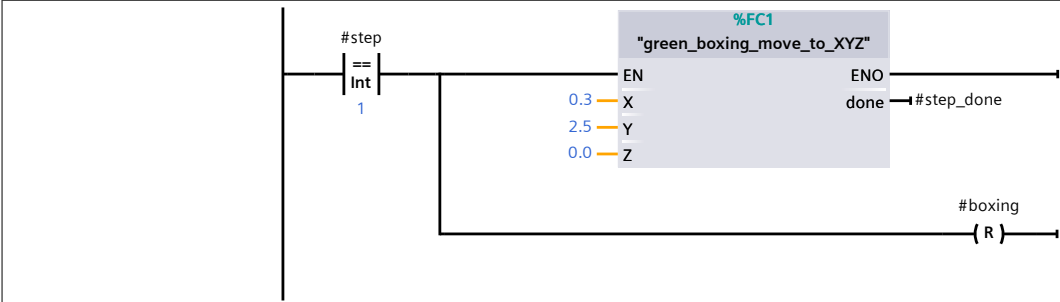 %FC1
"green_boxing_move_to_XYZ"
#step
==
Int
1
EN
ENO
0.3
X
done
#step_done
2.5
Y
0.0
Z
#boxing
R